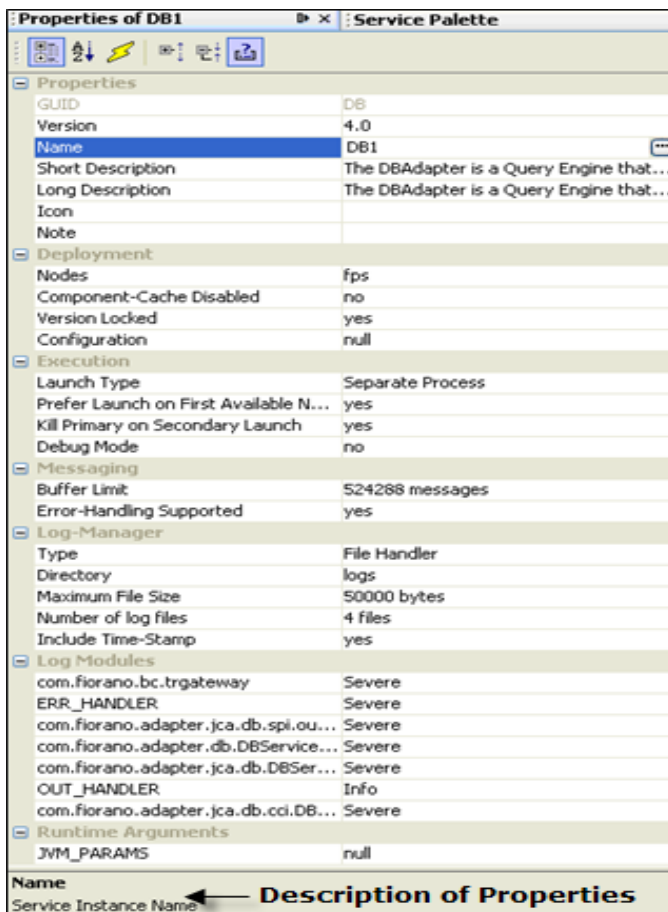 Properties of DB1 Service Palette
Properties
GUID DB
Version 4.0
Name DB1
Short Description The DBAdapter is a Query Engine that...
Long Description The DBAdapter is a Query Engine that...
Icon
Note
Deployment
Nodes fps
Component-Cache Disabled no
Version Locked yes
Configuration null
Execution
Launch Type Separate Process
Prefer Launch on First Available N... yes
Kill Primary on Secondary Launch yes
Debug Mode no
Messaging
Buffer Limit 524288 messages
Error-Handling Supported yes
Log-Manager
Type File Handler
Directory logs
Maximum File Size 50000 bytes
Number of log files 4 files
Include Time-Stamp yes
Log Modules
com.fiorano.bc.trgateway Severe
ERR_HANDLER Severe
com.fiorano.adapter.jca.db.spi.ou... Severe
com.fiorano.adapter.db.DBService... Severe
com.fiorano.adapter.jca.db.DBSer... Severe
OUT_HANDLER Info
com.fiorano.adapter.jca.db.cci.DB... Severe
Runtime Arguments
JVM_PARAMS null
Name
Service Instance Name Description of Properties